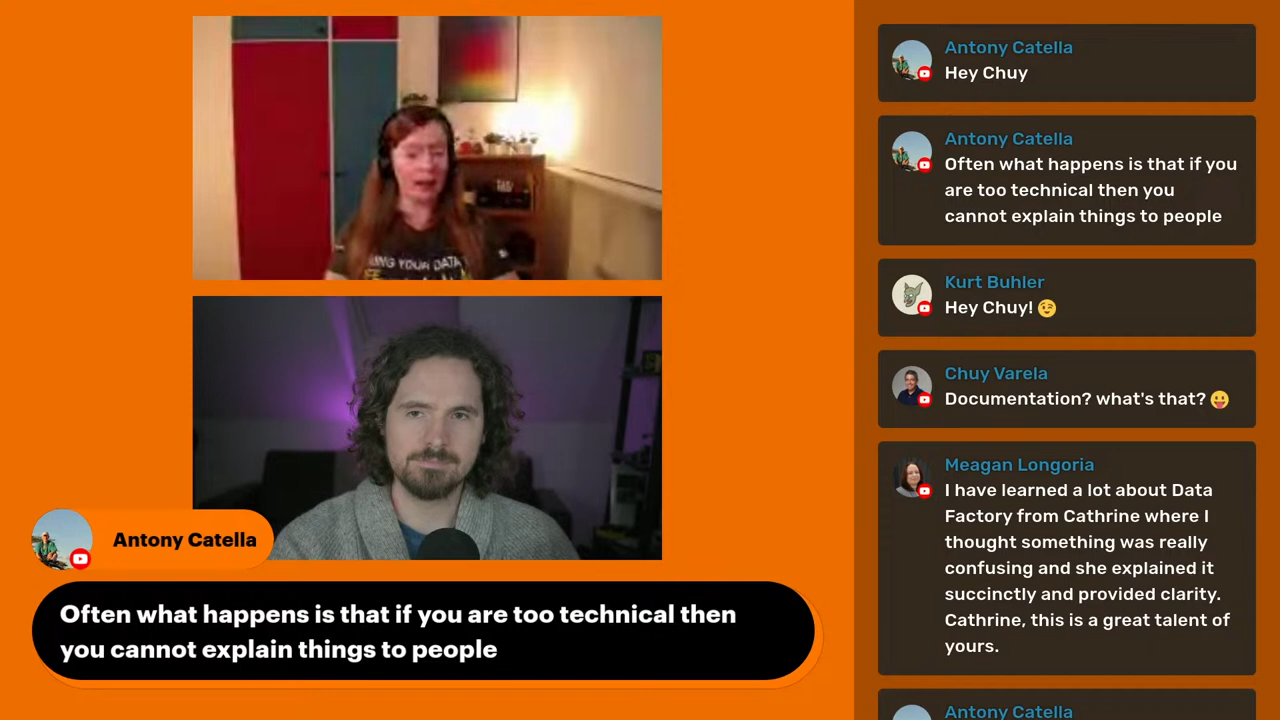 ING YOUR DATA
Antony Catella
Often what happens is that if you are too technical then
you cannot explain things to people
Antony Catella
Hey Chuy
Antony Catella
Often what happens is that if you
are too technical then you
cannot explain things to people
Kurt Buhler
Hey Chuy! 😉
Chuy Varela
Documentation? what's that? 😛
Meagan Longoria
I have learned a lot about Data
Factory from Cathrine where I
thought something was really
confusing and she explained it
succinctly and provided clarity.
Cathrine, this is a great talent of
yours.
Antony Catella